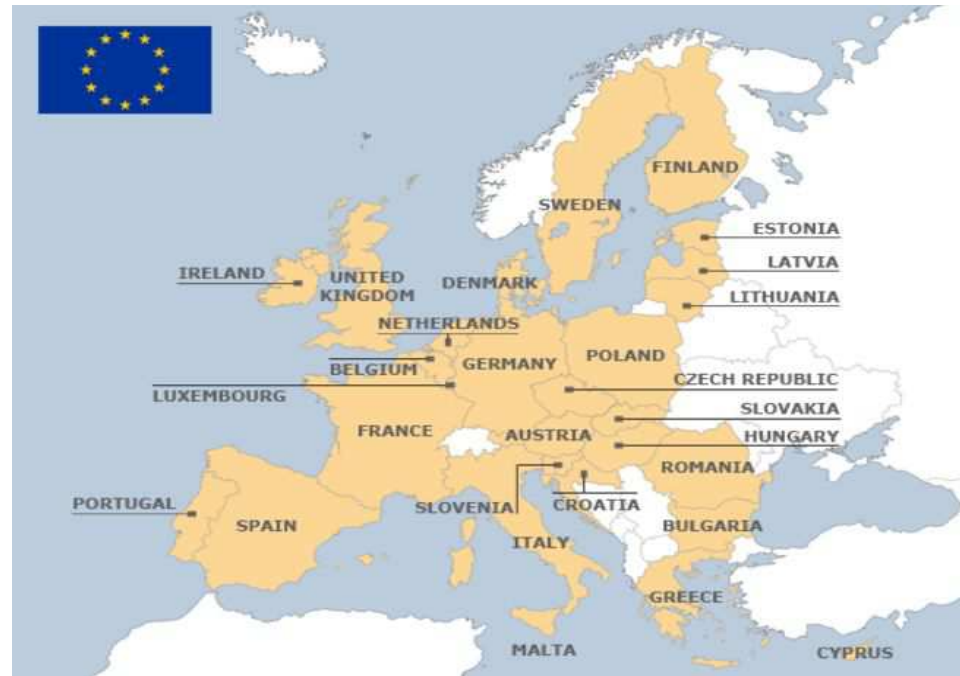 FINLAND
SWEDEN
ESTONIA
LATVIA
LITHUANIA
IRELAND
UNITED
KINGDOM
DENMARK
NETHERLANDS
BELGIUM
GERMANY
POLAND
LUXEMBOURG
CZECH REPUBLIC
SLOVAKIA
FRANCE
AUSTRIA
HUNGARY
ROMANIA
PORTUGAL
SPAIN
SLOVENIA
CROATIA
ITALY
BULGARIA
GREECE
MALTA
CYPRUS